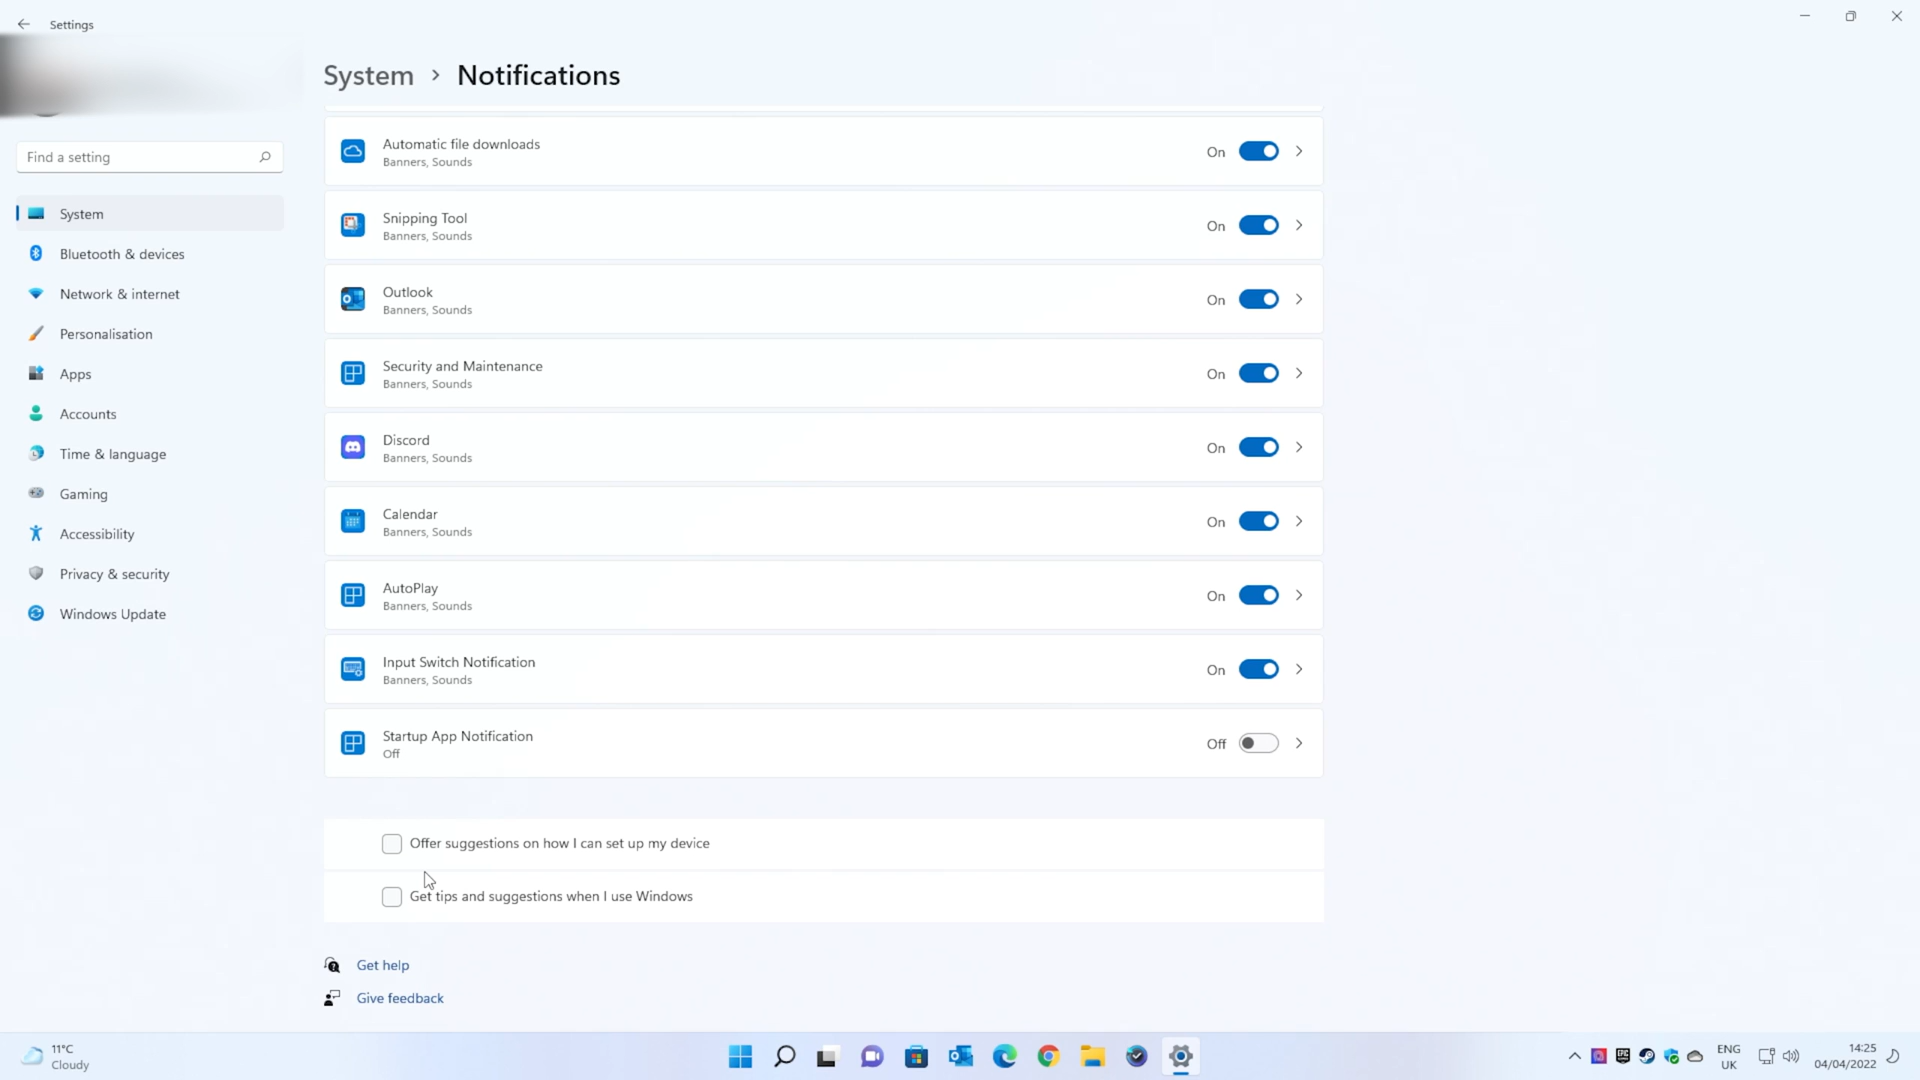 Settings
System > Notifications
Find a setting
System
Bluetooth & devices
Network & internet
Personalisation
Apps
Accounts
Time & language
Gaming
Accessibility
Privacy & security
Windows Update
Automatic file downloads
Banners, Sounds
On
Snipping Tool
Banners, Sounds
On
Outlook
Banners, Sounds
On
Security and Maintenance
Banners, Sounds
On
Discord
Banners, Sounds
On
Calendar
Banners, Sounds
On
AutoPlay
Banners, Sounds
On
Input Switch Notification
Banners, Sounds
On
Startup App Notification
Off
Off
Offer suggestions on how I can set up my device
Get tips and suggestions when I use Windows
Get help
Give feedback
11°C
Cloudy
ENG
UK
14:25
04/04/2022